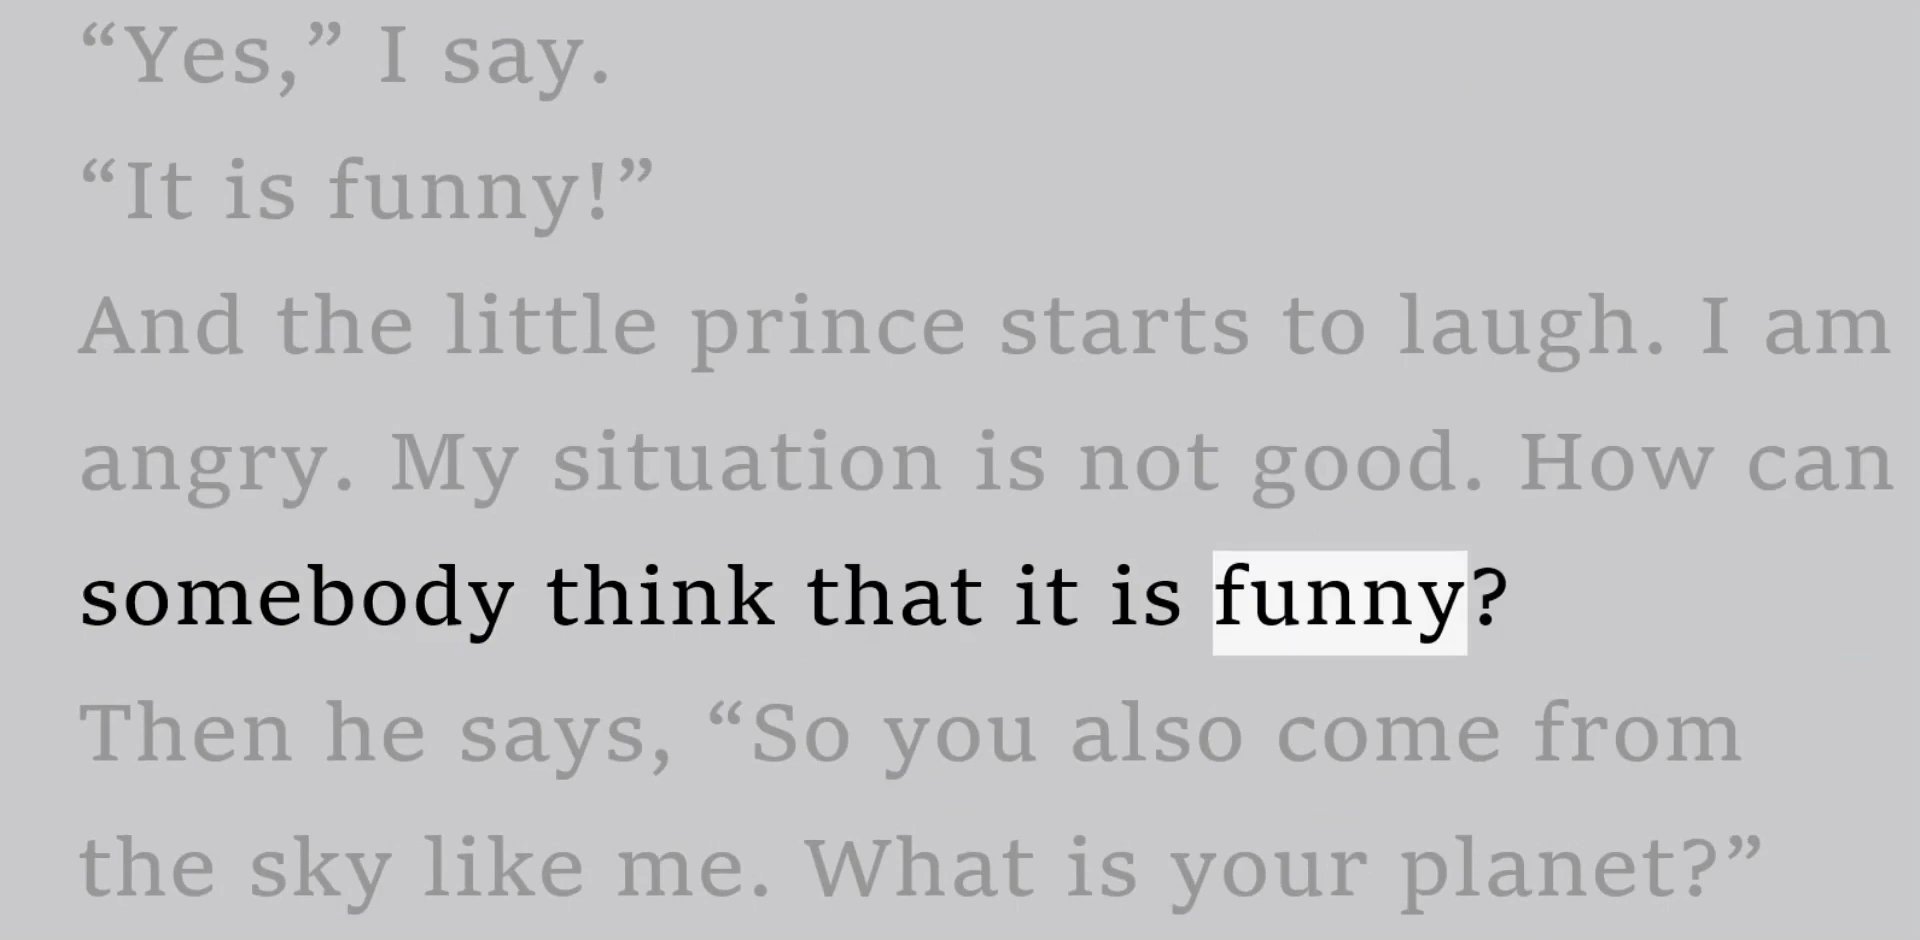 “Yes,” I say.
“It is funny!”
And the little prince starts to laugh. I am
angry. My situation is not good. How can
somebody think that it is funny?
Then he says, “So you also come from
the sky like me. What is your planet?”